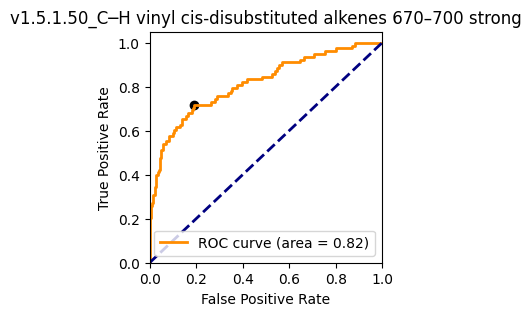 v1.5.1.50_C─H vinyl cis-disubstituted alkenes 670–700 strong
True Positive Rate
1.0
0.8
0.6
0.4
0.2
0.0
ROC curve (area = 0.82)
0.0 0.2 0.4 0.6 0.8 1.0
False Positive Rate